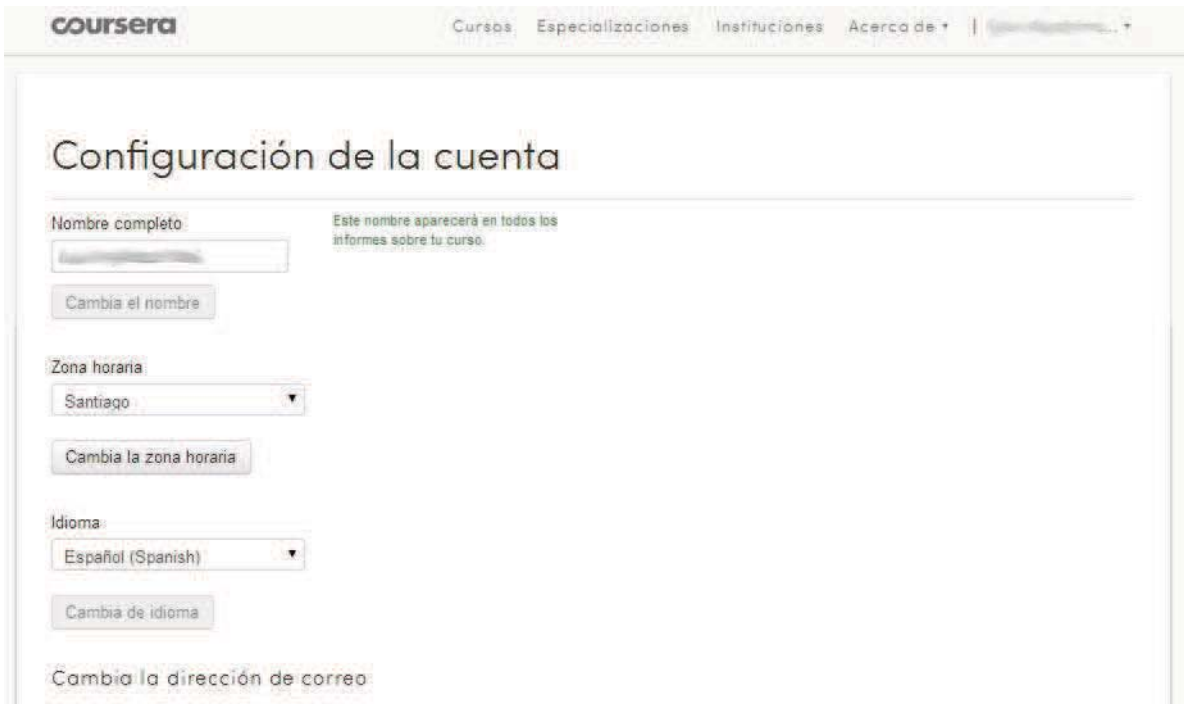 coursera
Cursos Especializaciones Instituciones Acerca de
Configuración de la cuenta
Nombre completo
Este nombre aparecerá en todos los
informes sobre tu curso.
Cambia el nombre
Zona horaria
Santiago
Cambia la zona horaria
Idioma
Español (Spanish)
Cambia de idioma
Cambia la dirección de correo